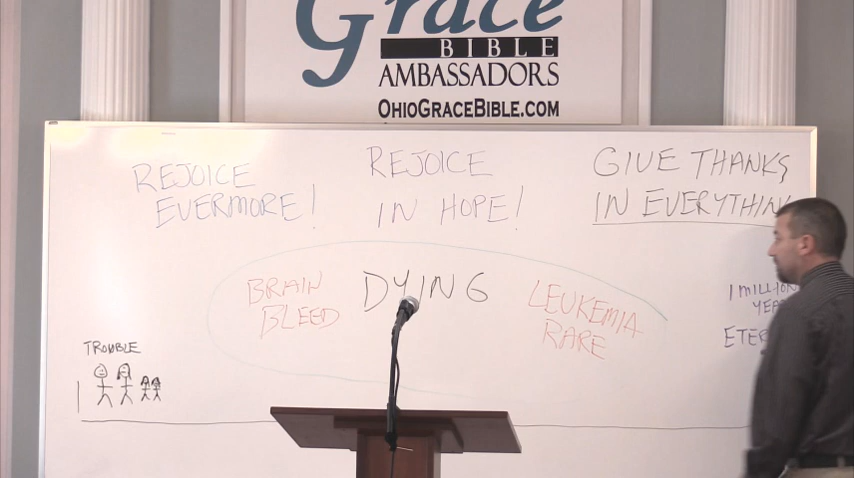 Grace
BIBLE
AMBASSADORS
OHIOGRACEBIBLE.COM
REJOICE
EVERMORE!
REJOICE
IN HOPE!
GIVE THANKS
IN EVERYTHIN
BRAIN
BLEED
DYING
LEUKEMIA
RARE
1 MILLION
YEA
ETER
TROUBLE